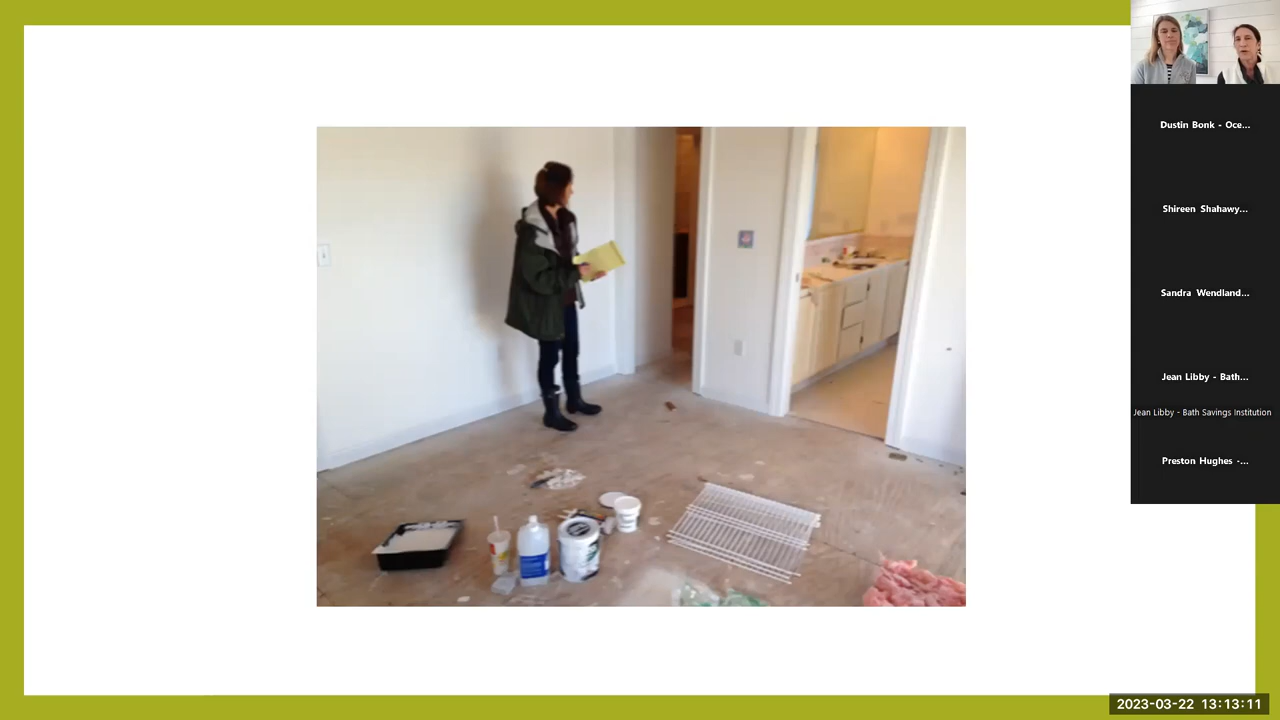 Dustin Bonk - Oce...
Shireen Shahawy...
Sandra Wendland...
Jean Libby - Bath...
Jean Libby - Bath Savings Institution
Preston Hughes -...
2023-03-22 13:13:11